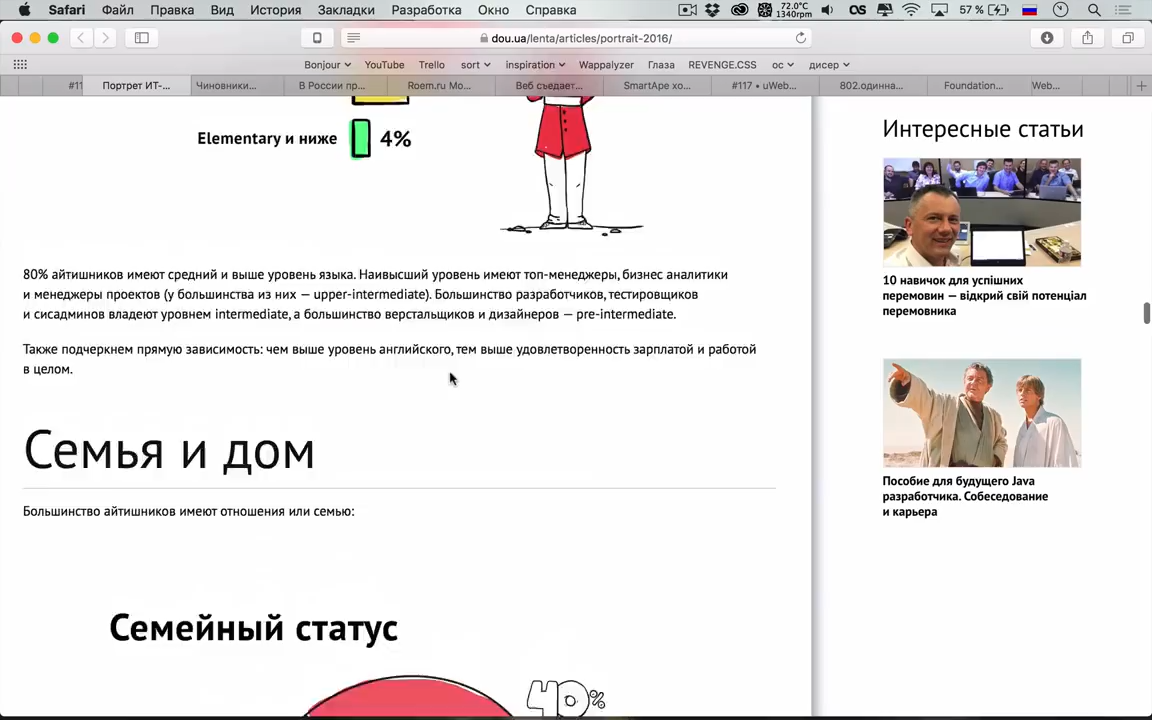 Safari Файл Правка Вид История Закладки Разработка Окно Справка 72.0°C 1340rpm 57 %
dou.ua/lenta/articles/portrait-2016/
Bonjour YouTube Trello sort inspiration Wappalyzer Глаза REVENGE.CSS ос дисер
#11 Портрет ИТ-... Чиновники... В России пр... Roem.ru Мо... Веб съедает... SmartApe хо... #117 • uWeb... 802.одинна... Foundation... Web...
Elementary и ниже 4%
80% айтишников имеют средний и выше уровень языка. Наивысший уровень имеют топ-менеджеры, бизнес аналитики
и менеджеры проектов (у большинства из них — upper-intermediate). Большинство разработчиков, тестировщиков
и сисадминов владеют уровнем intermediate, а большинство верстальщиков и дизайнеров — pre-intermediate.
Также подчеркнем прямую зависимость: чем выше уровень английского, тем выше удовлетворенность зарплатой и работой
в целом.
Семья и дом
Большинство айтишников имеют отношения или семью:
Семейный статус
40%
Интересные статьи
10 навичок для успішних
перемовин — відкрий свій потенціал
перемовника
Пособие для будущего Java
разработчика. Собеседование
и карьера